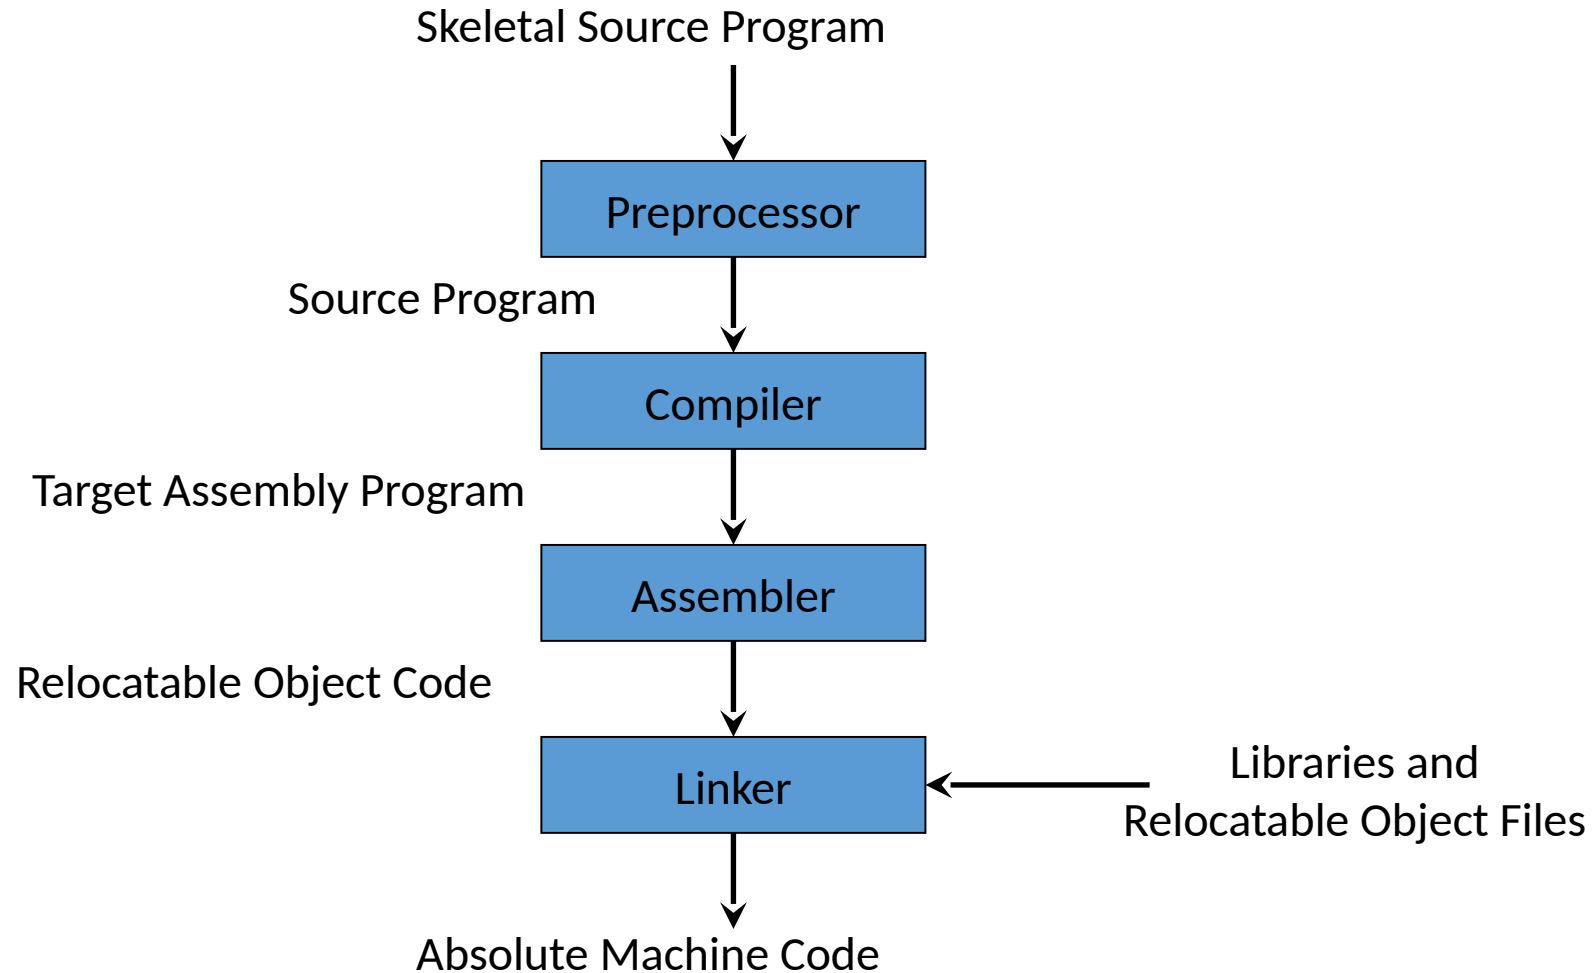 Skeletal Source Program
Preprocessor
Source Program
Compiler
Target Assembly Program
Assembler
Relocatable Object Code
Linker
Libraries and
Relocatable Object Files
Absolute Machine Code